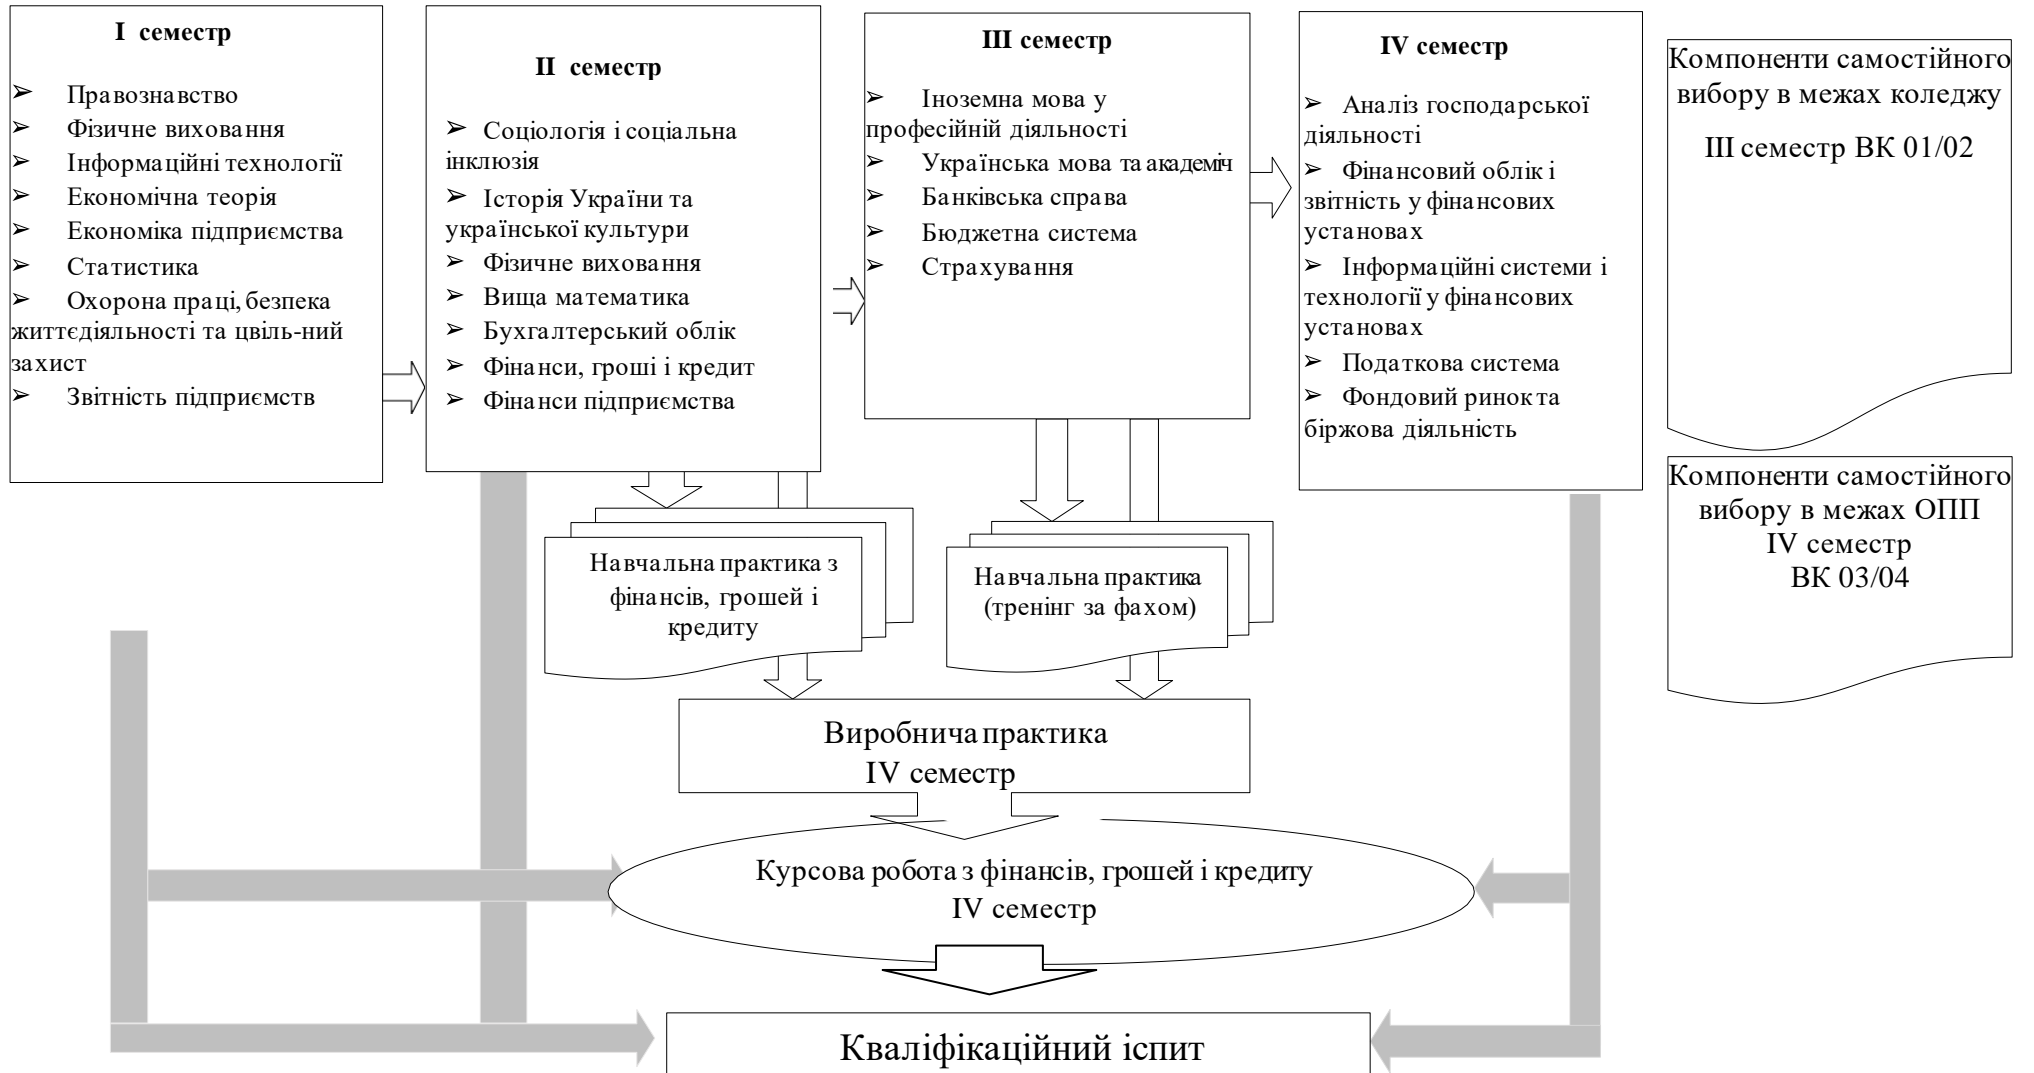 І семестр
➢ Правознавство
➢ Фізичне виховання
➢ Інформаційні технології
➢ Економічна теорія
➢ Економіка підприємства
➢ Статистика
➢ Охорона праці, безпека
життєдіяльності та цвіль-ний
захист
➢ Звітність підприємств
ІІ семестр
➢ Соціологія і соціальна
інклюзія
➢ Історія України та
української культури
➢ Фізичне виховання
➢ Вища математика
➢ Бухгалтерський облік
➢ Фінанси, гроші і кредит
➢ Фінанси підприємства
ІІІ семестр
➢ Іноземна мова у
професійній діяльності
➢ Українська мова та академіч
➢ Банківська справа
➢ Бюджетна система
➢ Страхування
IV семестр
➢ Аналіз господарської
діяльності
➢ Фінансовий облік і
звітність у фінансових
установах
➢ Інформаційні системи і
технології у фінансових
установах
➢ Податкова система
➢ Фондовий ринок та
біржова діяльність
Компоненти самостійного
вибору в межах коледжу
ІІІ семестр ВК 01/02
Компоненти самостійного
вибору в межах ОПП
IV семестр
ВК 03/04
Навчальна практика з
фінансів, грошей і
кредиту
Навчальна практика
(тренінг за фахом)
Виробнича практика
IV семестр
Курсова робота з фінансів, грошей і кредиту
IV семестр
Кваліфікаційний іспит